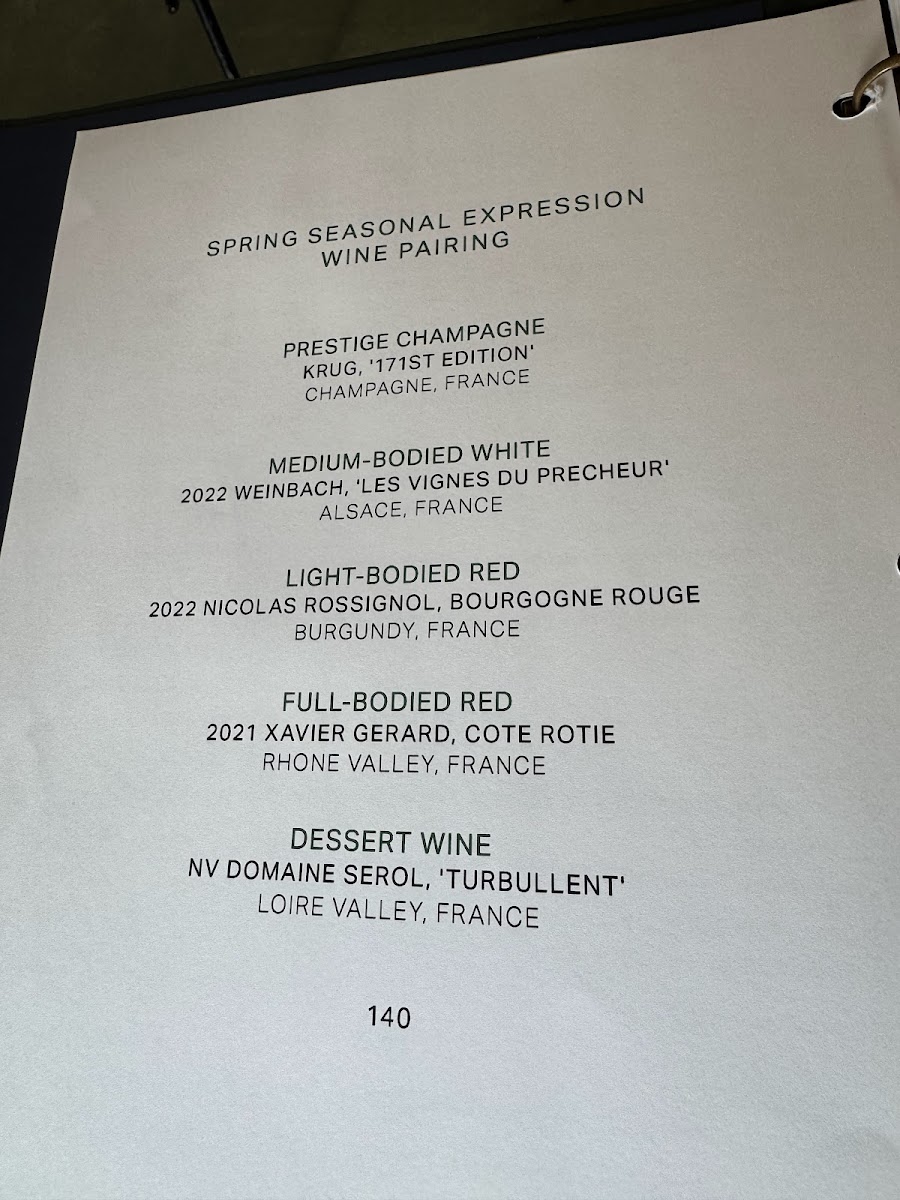 SPRING SEASONAL EXPRESSION
WINE PAIRING
PRESTIGE CHAMPAGNE
KRUG, '171ST EDITION'
CHAMPAGNE, FRANCE
MEDIUM-BODIED WHITE
2022 WEINBACH, 'LES VIGNES DU PRECHEUR'
ALSACE, FRANCE
LIGHT-BODIED RED
2022 NICOLAS ROSSIGNOL, BOURGOGNE ROUGE
BURGUNDY, FRANCE
FULL-BODIED RED
2021 XAVIER GERARD, COTE ROTIE
RHONE VALLEY, FRANCE
DESSERT WINE
NV DOMAINE SEROL, 'TURBULLENT'
LOIRE VALLEY, FRANCE
140